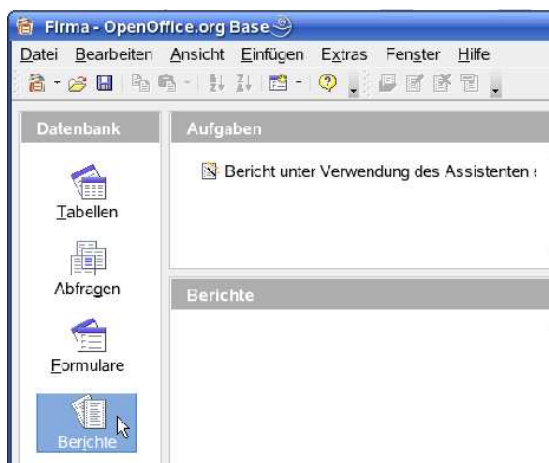 Firma - OpenOffice.org Base
Datei Bearbeiten Ansicht Einfügen Extras Fenster Hilfe
Datenbank
Aufgaben
Bericht unter Verwendung des Assistenten
Tabellen
Abfragen
Berichte
Formulare
Berichte